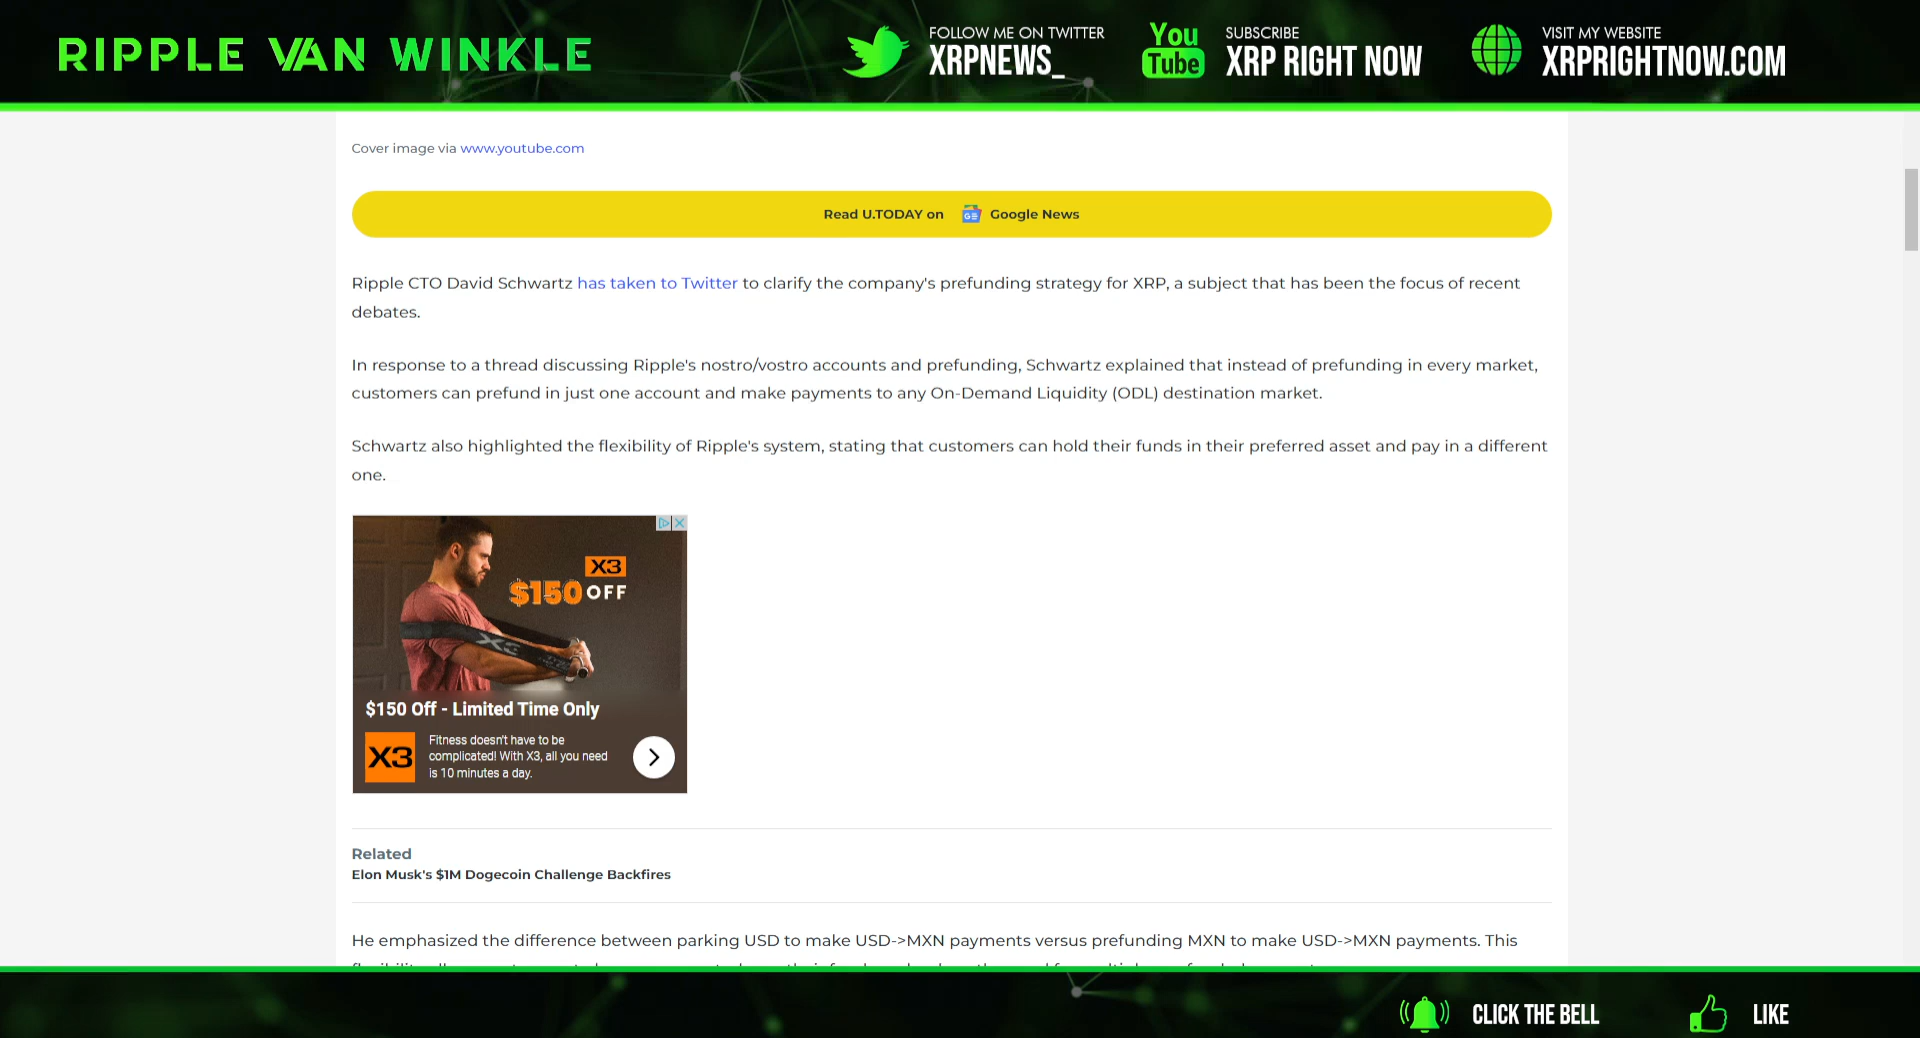 RIPPLE VAN WINKLE
FOLLOW ME ON TWITTER
XRPNEWS_
You
Tube
SUBSCRIBE
XRP RIGHT NOW
VISIT MY WEBSITE
XRPRIGHTNOW.COM
Cover image via www.youtube.com
Read U.TODAY on GE Google News
Ripple CTO David Schwartz has taken to Twitter to clarify the company's prefunding strategy for XRP, a subject that has been the focus of recent
debates.
In response to a thread discussing Ripple's nostro/vostro accounts and prefunding, Schwartz explained that instead of prefunding in every market,
customers can prefund in just one account and make payments to any On-Demand Liquidity (ODL) destination market.
Schwartz also highlighted the flexibility of Ripple's system, stating that customers can hold their funds in their preferred asset and pay in a different
one.
X3
$150 OFF
X3
$150 Off - Limited Time Only
X3
Fitness doesn't have to be
complicated! With X3, all you need
is 10 minutes a day.
Related
Elon Musk's $1M Dogecoin Challenge Backfires
He emphasized the difference between parking USD to make USD->MXN payments versus prefunding MXN to make USD->MXN payments. This
CLICK THE BELL
LIKE